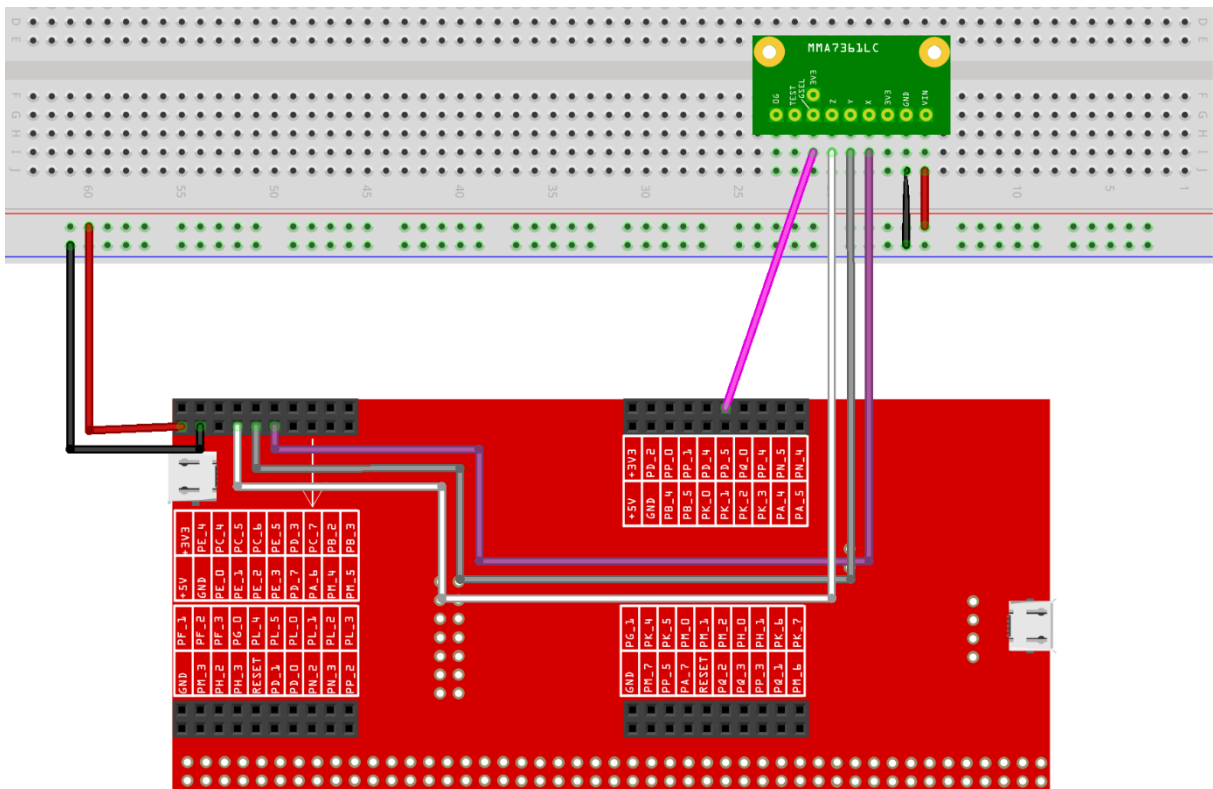 D D
E E
MMA7361LC
0G TEST GSEL 3V3 Z Y X 3V3 GND VIN
F F
G G
H H
I I
J J
60 55 50 45 40 35 30 25 10 5 1
+3V3 PD_2 PP_0 PP_1 PD_4 PD_5 PQ_0 PP_4 PN_5 PN_4
+5V GND PB_4 PB_5 PK_0 PK_1 PK_2 PK_3 PA_4 PA_5
+3V3 PE_4 PC_4 PC_5 PC_6 PE_5 PD_3 PC_7 PB_2 PB_3
+5V GND PE_0 PE_1 PE_2 PE_3 PD_7 PA_6 PM_4 PM_5
PF_1 PF_2 PF_3 PG_0 PL_4 PL_5 PL_0 PL_1 PL_2 PL_3
GND PM_3 PH_2 PH_3 RESET PD_1 PD_0 PN_2 PN_3 PP_2
PG_1 PK_4 PK_5 PM_0 PM_1 PM_2 PH_0 PH_1 PK_6 PK_7
GND PM_7 PP_5 PA_7 RESET PQ_2 PQ_3 PP_3 PQ_1 PM_6